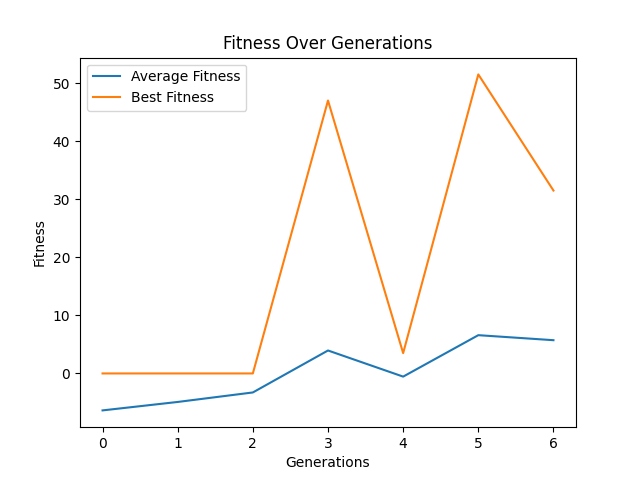 Fitness Over Generations
Average Fitness
Best Fitness
50
40
30
20
10
0
Fitness
0 1 2 3 4 5 6
Generations